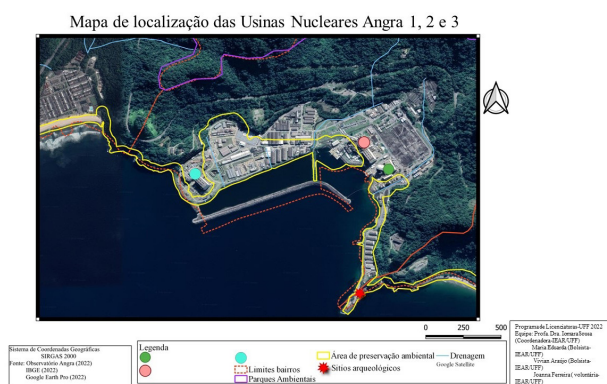 Mapa de localização das Usinas Nucleares Angra 1, 2 e 3
0 250 500
Sistema de Coordenadas Geográficas
SIRGAS 2000
Fonte: Observatório Angra (2022)
IBGE (2022)
Google Earth Pro (2022)
Legenda
Limites bairros
Parques Ambientais
Área de preservação ambiental
Sítios arqueológicos
Drenagem
Google Satellite
Programa de Licenciaturas-UFF 2022
Equipe: Profa. Dra. Iomara Sousa
(Coordenadora-IEAR/UFF)
Maria Eduarda (Bolsista-
IEAR/UFF)
Vivian Araújo (Bolsista-
IEAR/UFF)
Joanna Ferreira( voluntária-
IEAR/UFF)